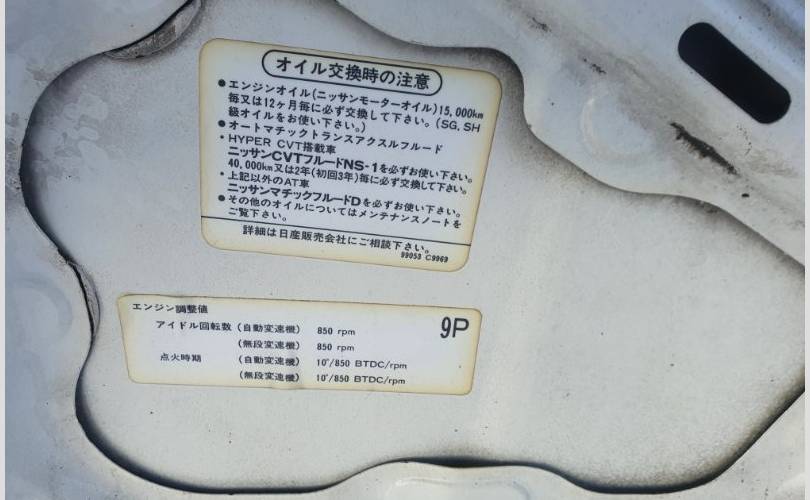 オイル交換時の注意
●エンジンオイル(ニッサンモーターオイル)15,000km
毎又は12ヶ月毎に必ず交換して下さい。(SG, SH
級オイルをお使い下さい。)
●オートマチックトランスアクスルフルード
・HYPER CVT搭載車
ニッサンCVTフルードNS-1を必ずお使い下さい。
40,000km又は2年(初回3年)毎に必ず交換して下さい。
・上記以外のAT車
ニッサンマチックフルードDを必ずお使い下さい。
●その他のオイルについてはメンテナンスノートを
ご覧下さい。
詳細は日産販売会社にご相談下さい。
99053 C9969
エンジン調整値
9P
アイドル回転数 (自動変速機) 850 rpm
(無段変速機) 850 rpm
点火時期 (自動変速機) 10°/850 BTDC/rpm
(無段変速機) 10°/850 BTDC/rpm